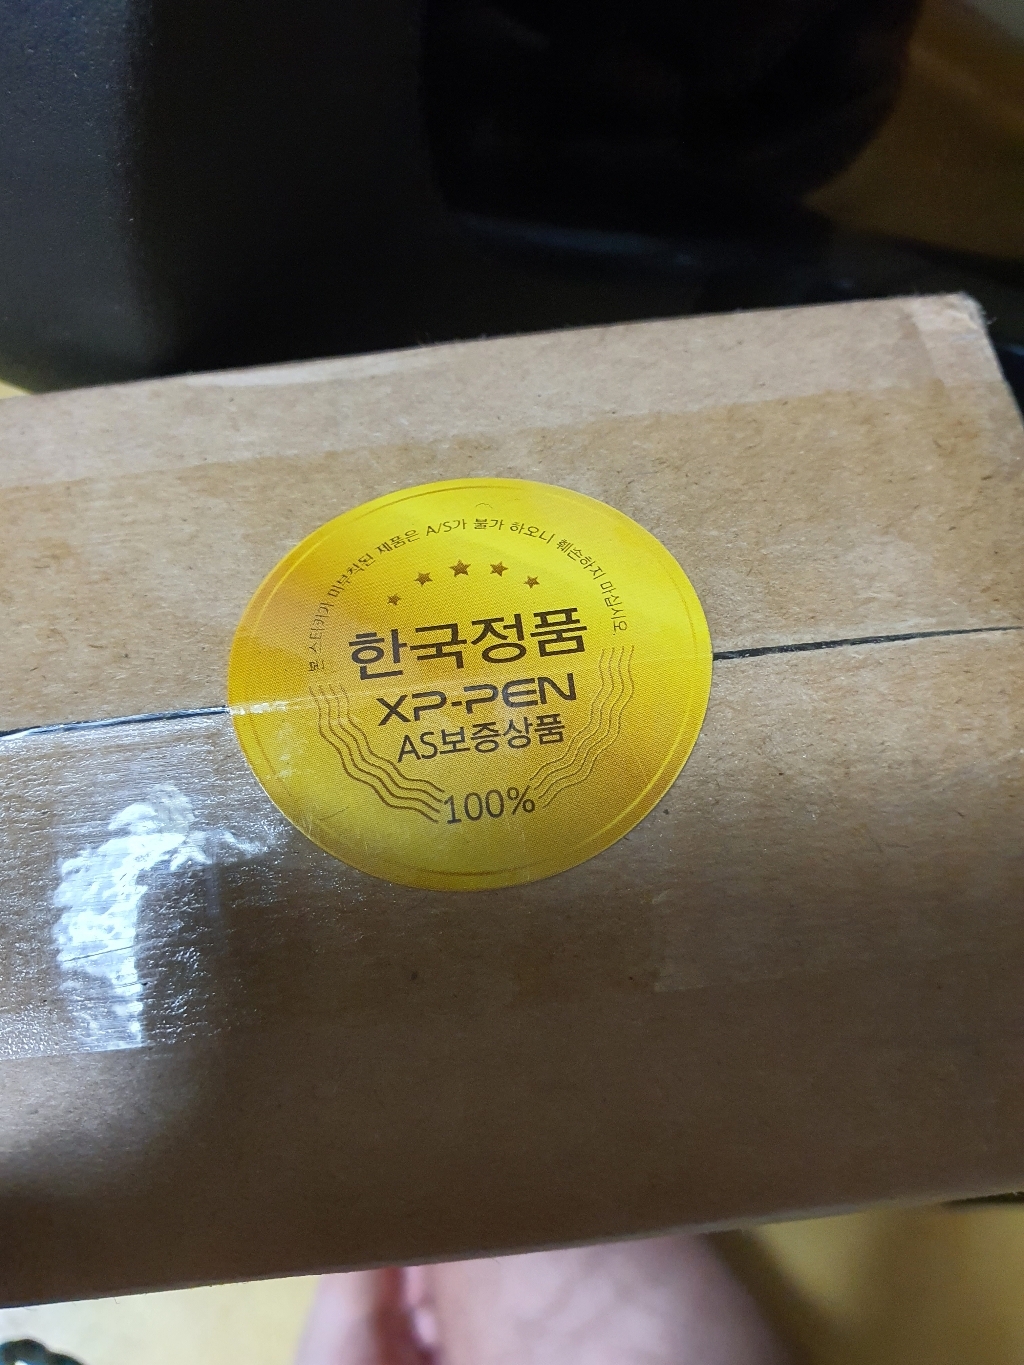 본 스티커가 미부착된 제품은 A/S가 불가 하오니 훼손하지 마십시오
한국정품
XP-PEN
AS보증상품
100%